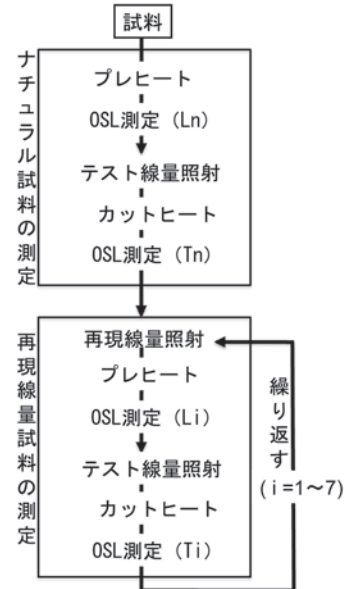 試料
ナチュラル試料の測定
プレヒート
OSL測定（Ln）
テスト線量照射
カットヒート
OSL測定（Tn）
再現線量試料の測定
再現線量照射
プレヒート
OSL測定（Li）
テスト線量照射
カットヒート
OSL測定（Ti）
繰り返す
（i=1～7）